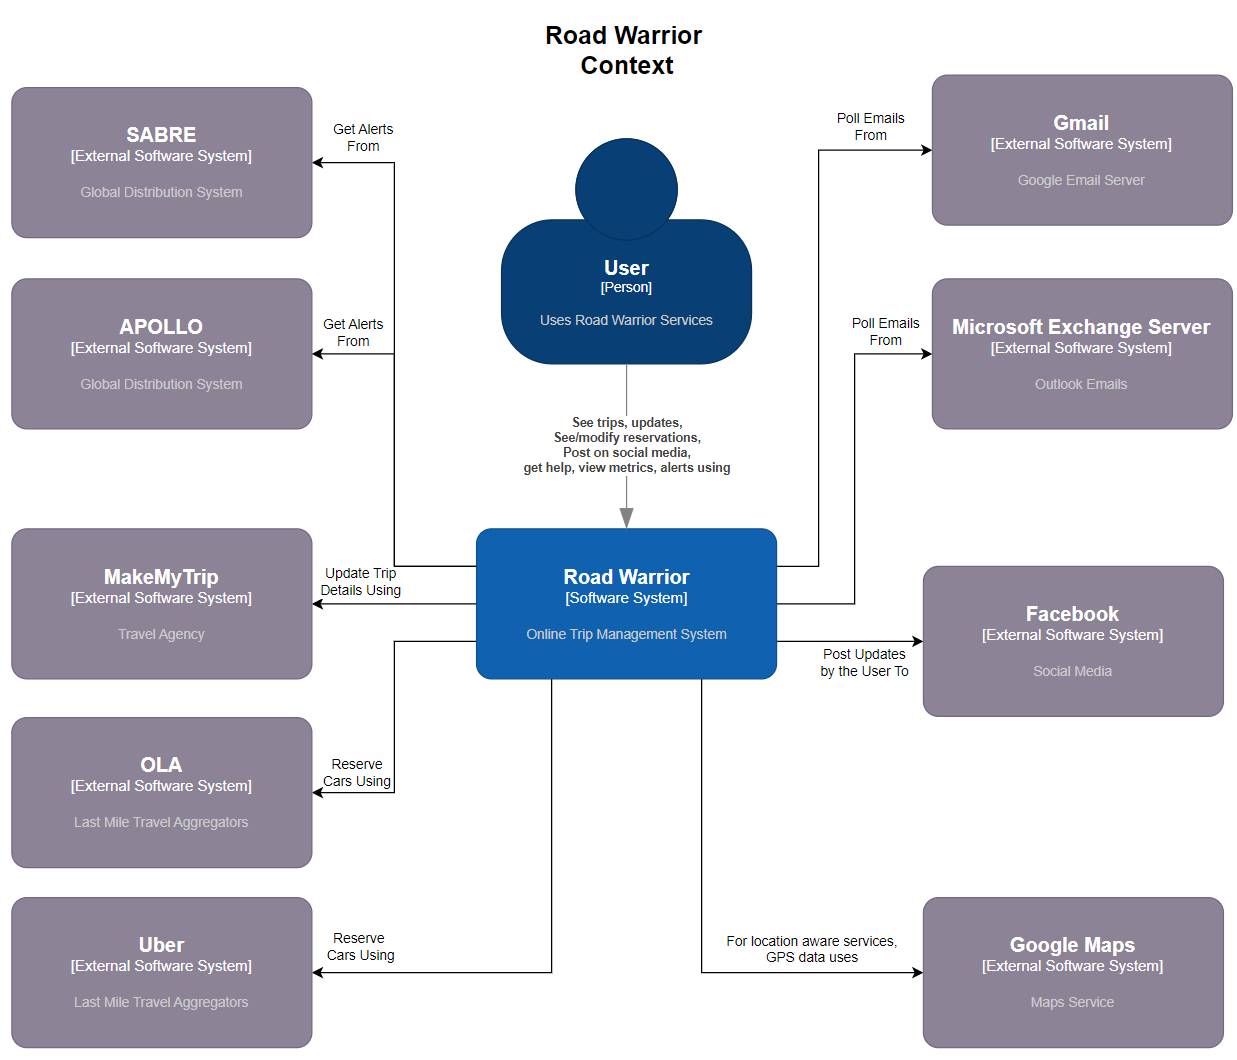 Road Warrior
Context
SABRE
[External Software System]
Global Distribution System
Get Alerts
From
APOLLO
[External Software System]
Global Distribution System
Get Alerts
From
MakeMyTrip
[External Software System]
Travel Agency
Update Trip
Details Using
OLA
[External Software System]
Last Mile Travel Aggregators
Reserve
Cars Using
Uber
[External Software System]
Last Mile Travel Aggregators
Reserve
Cars Using
User
[Person]
Uses Road Warrior Services
See trips, updates,
See/modify reservations,
Post on social media,
get help, view metrics, alerts using
Road Warrior
[Software System]
Online Trip Management System
Poll Emails
From
Gmail
[External Software System]
Google Email Server
Poll Emails
From
Microsoft Exchange Server
[External Software System]
Outlook Emails
Post Updates
by the User To
Facebook
[External Software System]
Social Media
For location aware services,
GPS data uses
Google Maps
[External Software System]
Maps Service